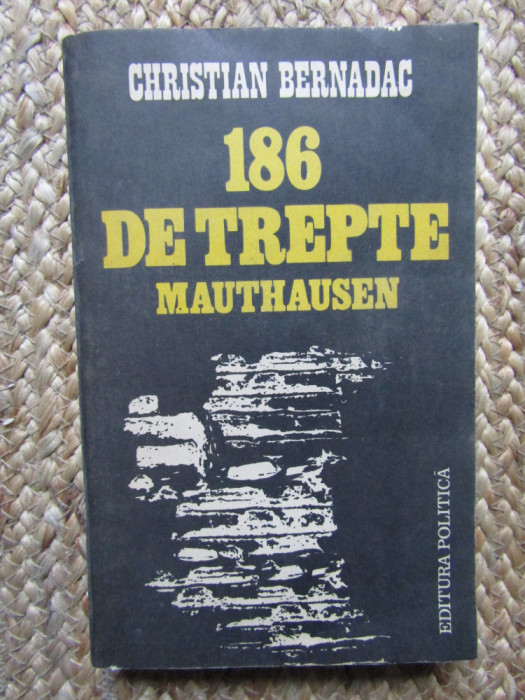 CHRISTIAN BERNADAC
186
DE TREPTE
MAUTHAUSEN
EDITURA POLITICĂ